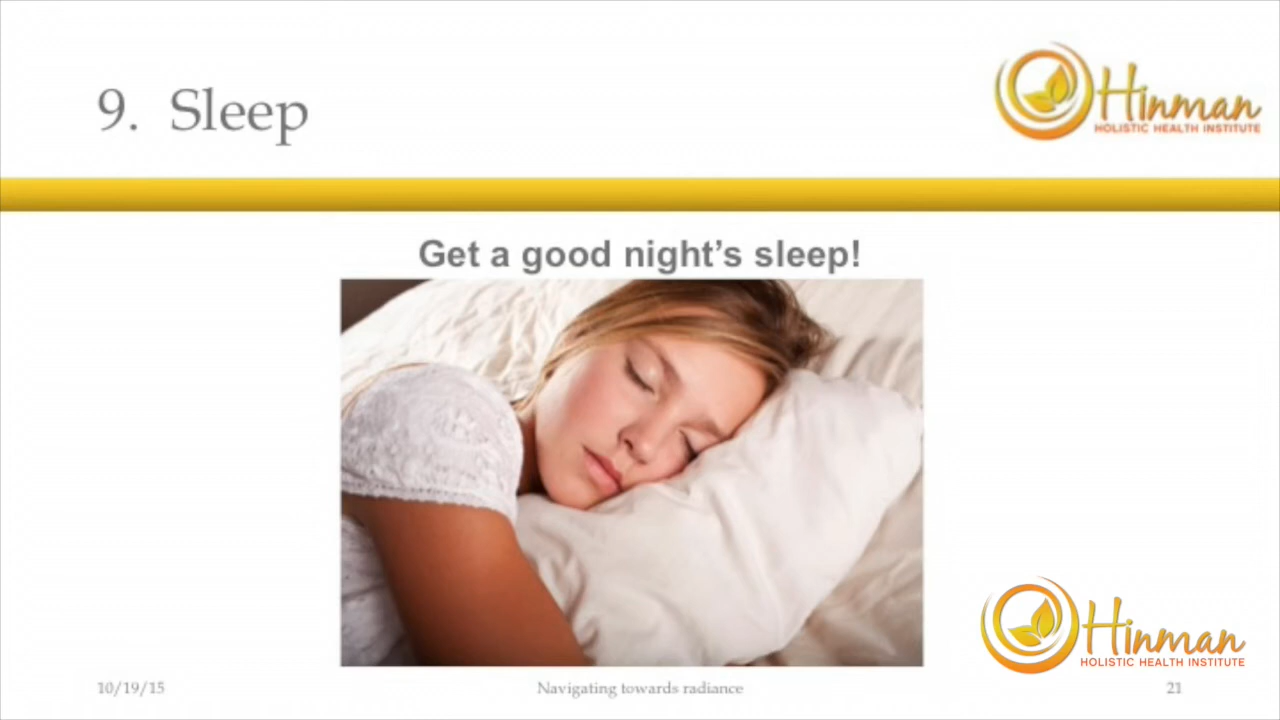 9. Sleep
Hinman
HOLISTIC HEALTH INSTITUTE
Get a good night’s sleep!
Hinman
HOLISTIC HEALTH INSTITUTE
10/19/15
Navigating towards radiance
21